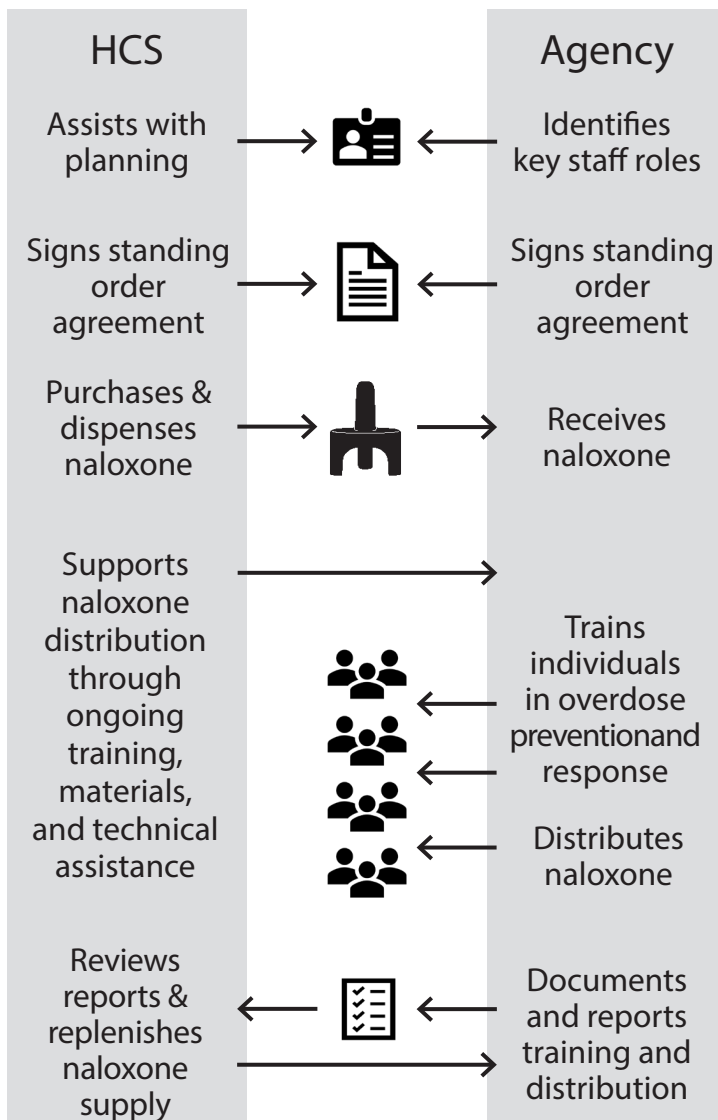 HCS
Agency
Assists with
planning
Identifies
key staff roles
Signs standing
order
agreement
Signs standing
order
agreement
Purchases &
dispenses
naloxone
Receives
naloxone
Supports
naloxone
distribution
through
ongoing
training,
materials,
and technical
assistance
Trains
individuals
in overdose
preventionand
response
Distributes
naloxone
Reviews
reports &
replenishes
naloxone
supply
Documents
and reports
training and
distribution